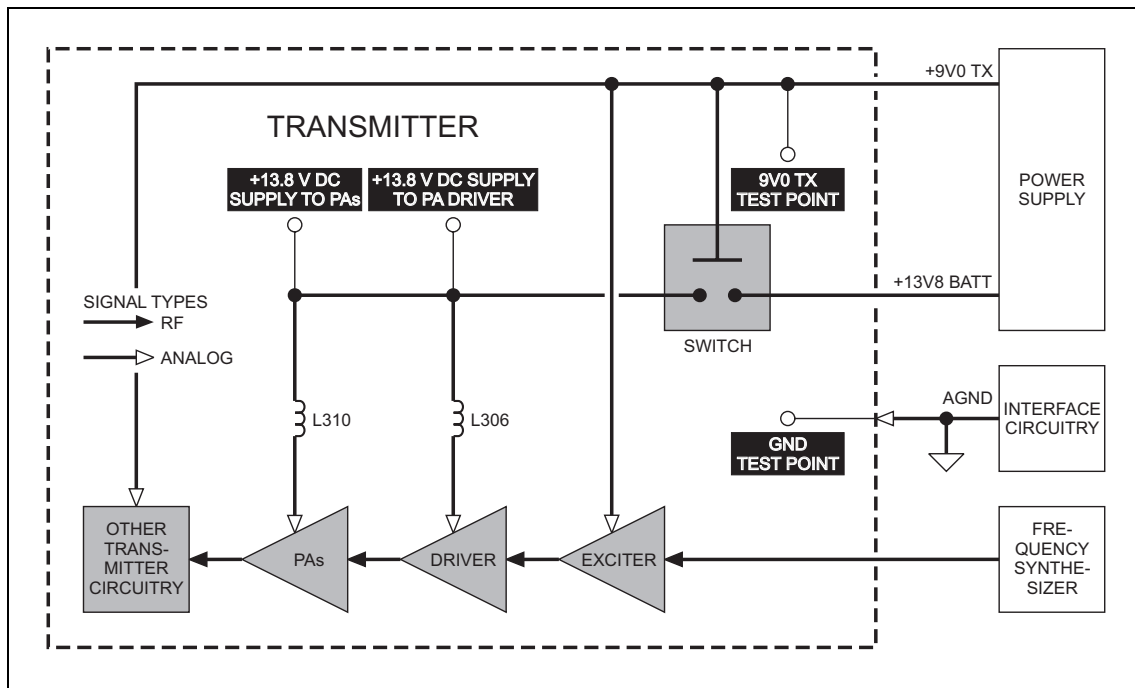 +9V0 TX
TRANSMITTER
+13.8 V DC
SUPPLY TO PAs
+13.8 V DC SUPPLY
TO PA DRIVER
9V0 TX
TEST POINT
POWER
SUPPLY
+13V8 BATT
SIGNAL TYPES
RF
ANALOG
SWITCH
L310
L306
AGND
INTERFACE
CIRCUITRY
GND
TEST POINT
OTHER
TRANS-
MITTER
CIRCUITRY
PAs
DRIVER
EXCITER
FRE-
QUENCY
SYNTHE-
SIZER